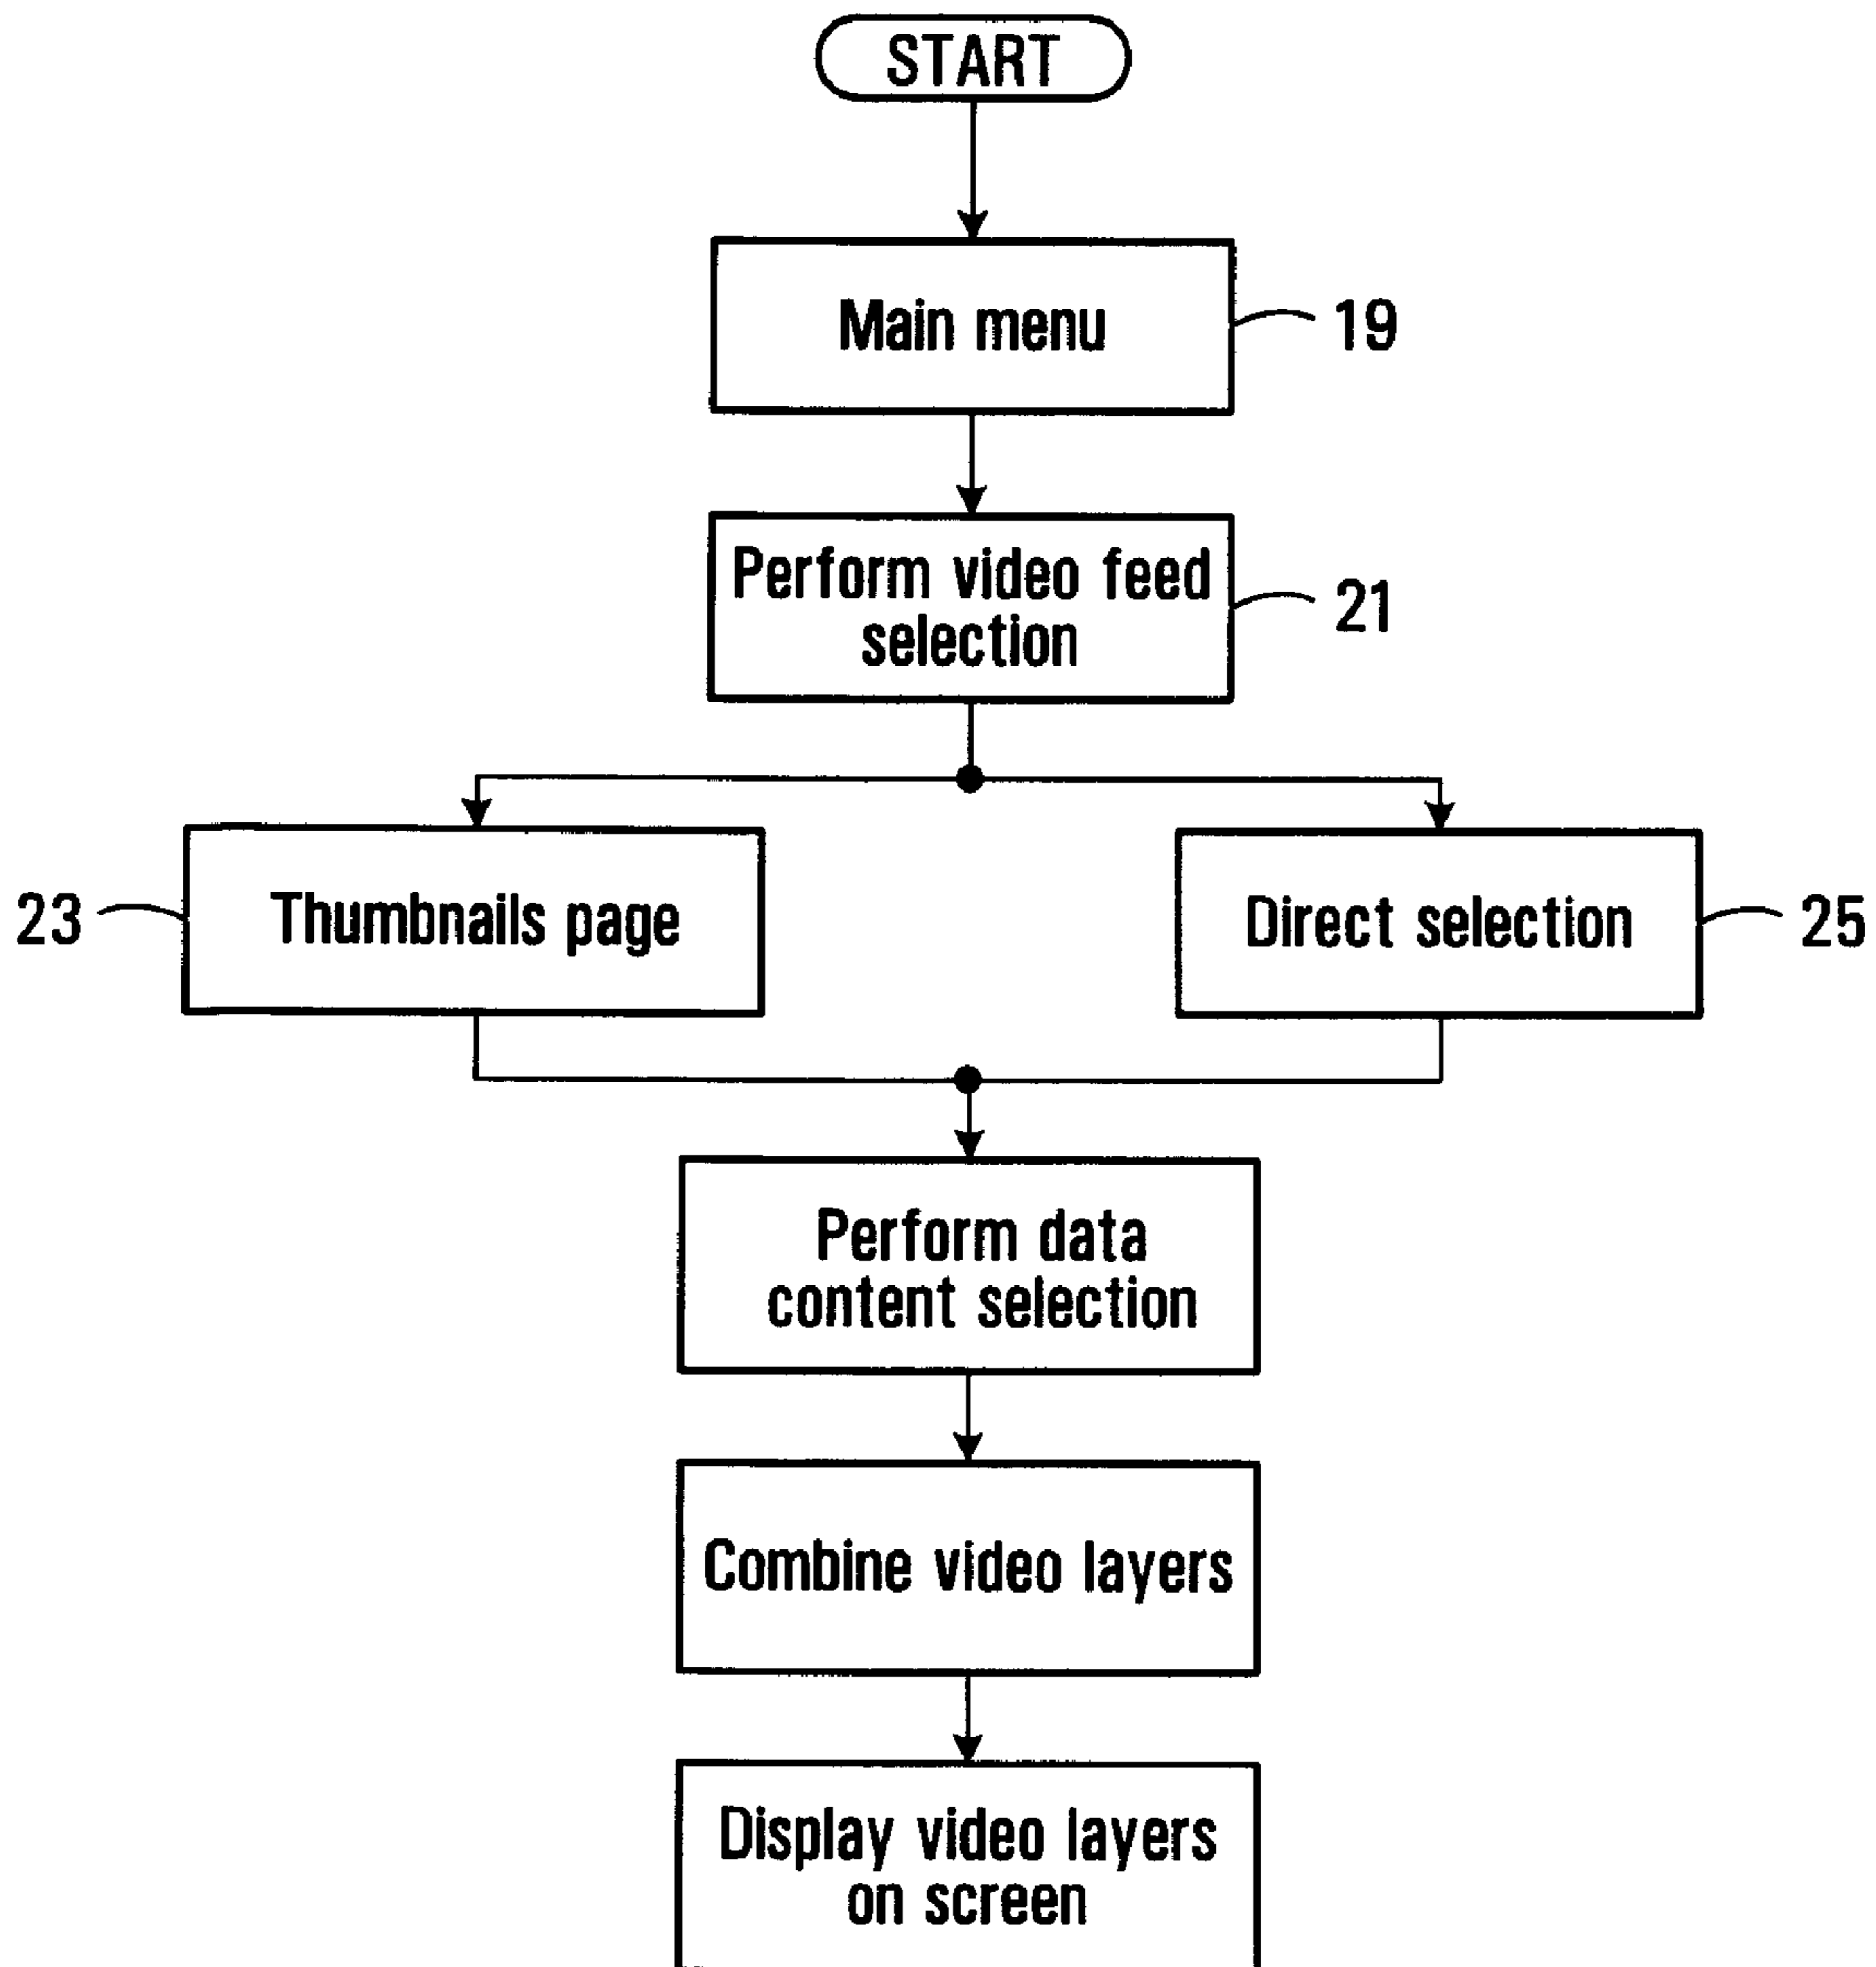 START
Main menu
19
Perform video feed
selection
21
23
Thumbnails page
Direct selection
25
Perform data
content selection
Combine video layers
Display video layers
on screen